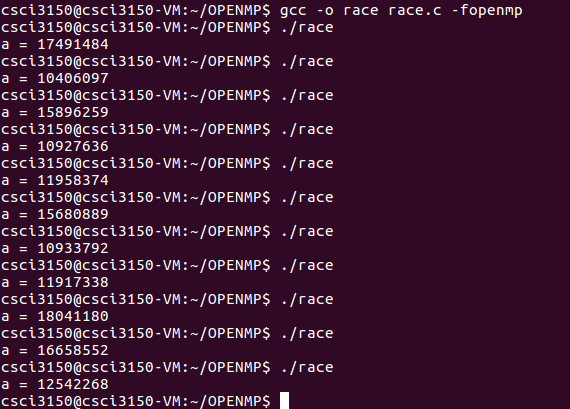 csci3150@csci3150-VM:~/OPENMP$ gcc -o race race.c -fopenmp
csci3150@csci3150-VM:~/OPENMP$ ./race
a = 17491484
csci3150@csci3150-VM:~/OPENMP$ ./race
a = 10406097
csci3150@csci3150-VM:~/OPENMP$ ./race
a = 15896259
csci3150@csci3150-VM:~/OPENMP$ ./race
a = 10927636
csci3150@csci3150-VM:~/OPENMP$ ./race
a = 11958374
csci3150@csci3150-VM:~/OPENMP$ ./race
a = 15680889
csci3150@csci3150-VM:~/OPENMP$ ./race
a = 10933792
csci3150@csci3150-VM:~/OPENMP$ ./race
a = 11917338
csci3150@csci3150-VM:~/OPENMP$ ./race
a = 18041180
csci3150@csci3150-VM:~/OPENMP$ ./race
a = 16658552
csci3150@csci3150-VM:~/OPENMP$ ./race
a = 12542268
csci3150@csci3150-VM:~/OPENMP$